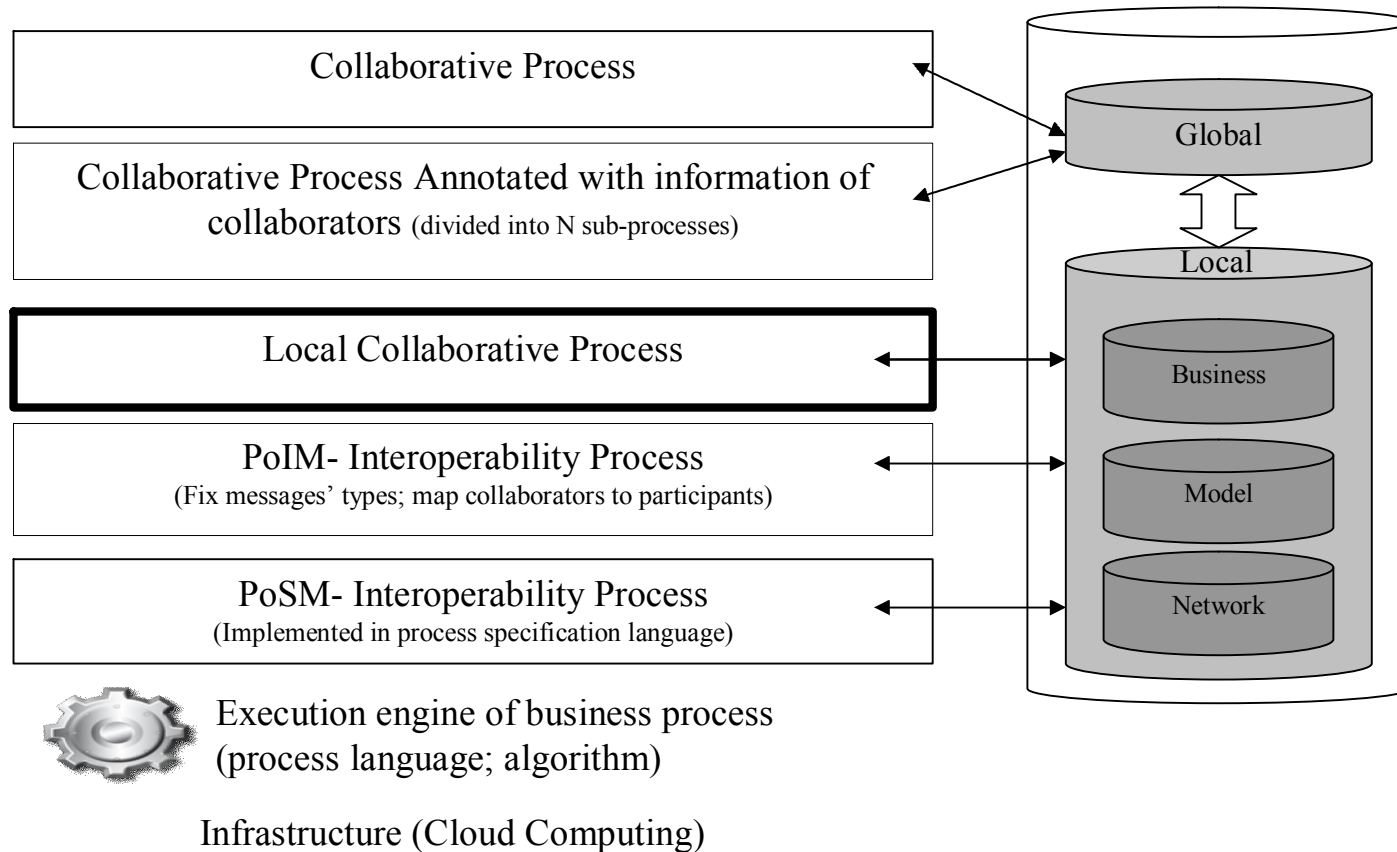 Collaborative Process
Collaborative Process Annotated with information of
collaborators (divided into N sub-processes)
Local Collaborative Process
PoIM- Interoperability Process
(Fix messages’ types; map collaborators to participants)
PoSM- Interoperability Process
(Implemented in process specification language)
Execution engine of business process
(process language; algorithm)
Infrastructure (Cloud Computing)
Global
Local
Business
Model
Network